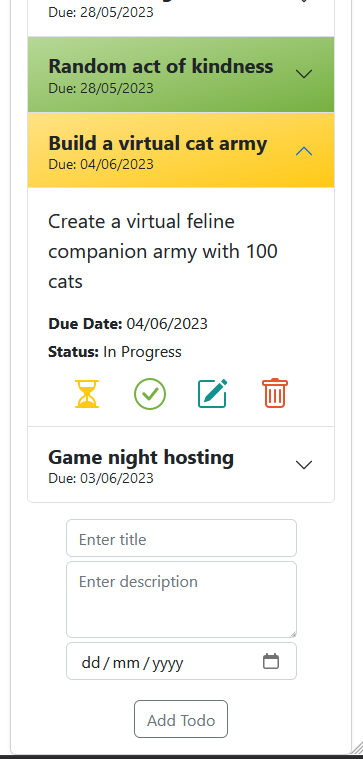 Due: 28/05/2023
Random act of kindness
Due: 28/05/2023
Build a virtual cat army
Due: 04/06/2023
Create a virtual feline
companion army with 100
cats
Due Date: 04/06/2023
Status: In Progress
Game night hosting
Due: 03/06/2023
Enter title
Enter description
dd/mm/yyyy
Add Todo